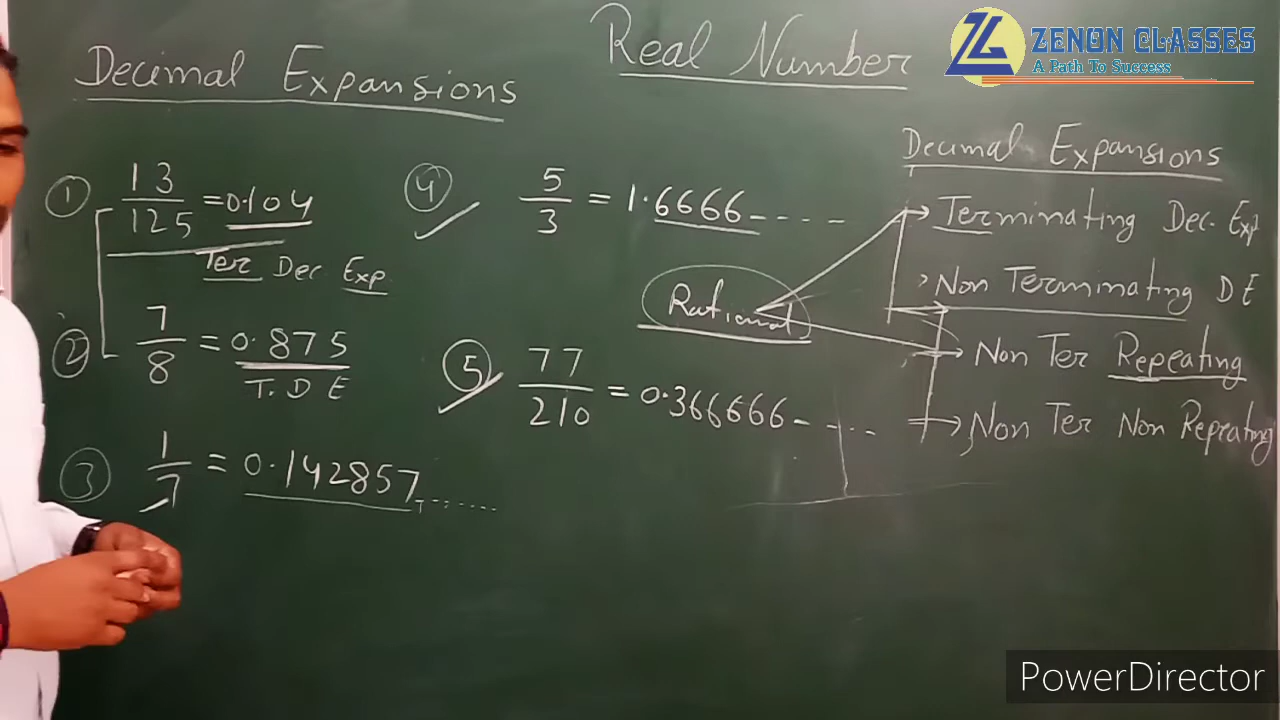 Real Number
ZENON CLASSES
A Path To Success
Decimal Expansions
① 13/125 = 0.104
Ter Dec Exp.
② 7/8 = 0.875
T. D E
③ 1/7 = 0.142857.......
④ 5/3 = 1.6666----
⑤ 77/210 = 0.366666-....
Rational
Decimal Expansions
→ Terminating Dec. Exp
Non Terminating D E
→ Non Ter Repeating
→ Non Ter Non Repeating
PowerDirector